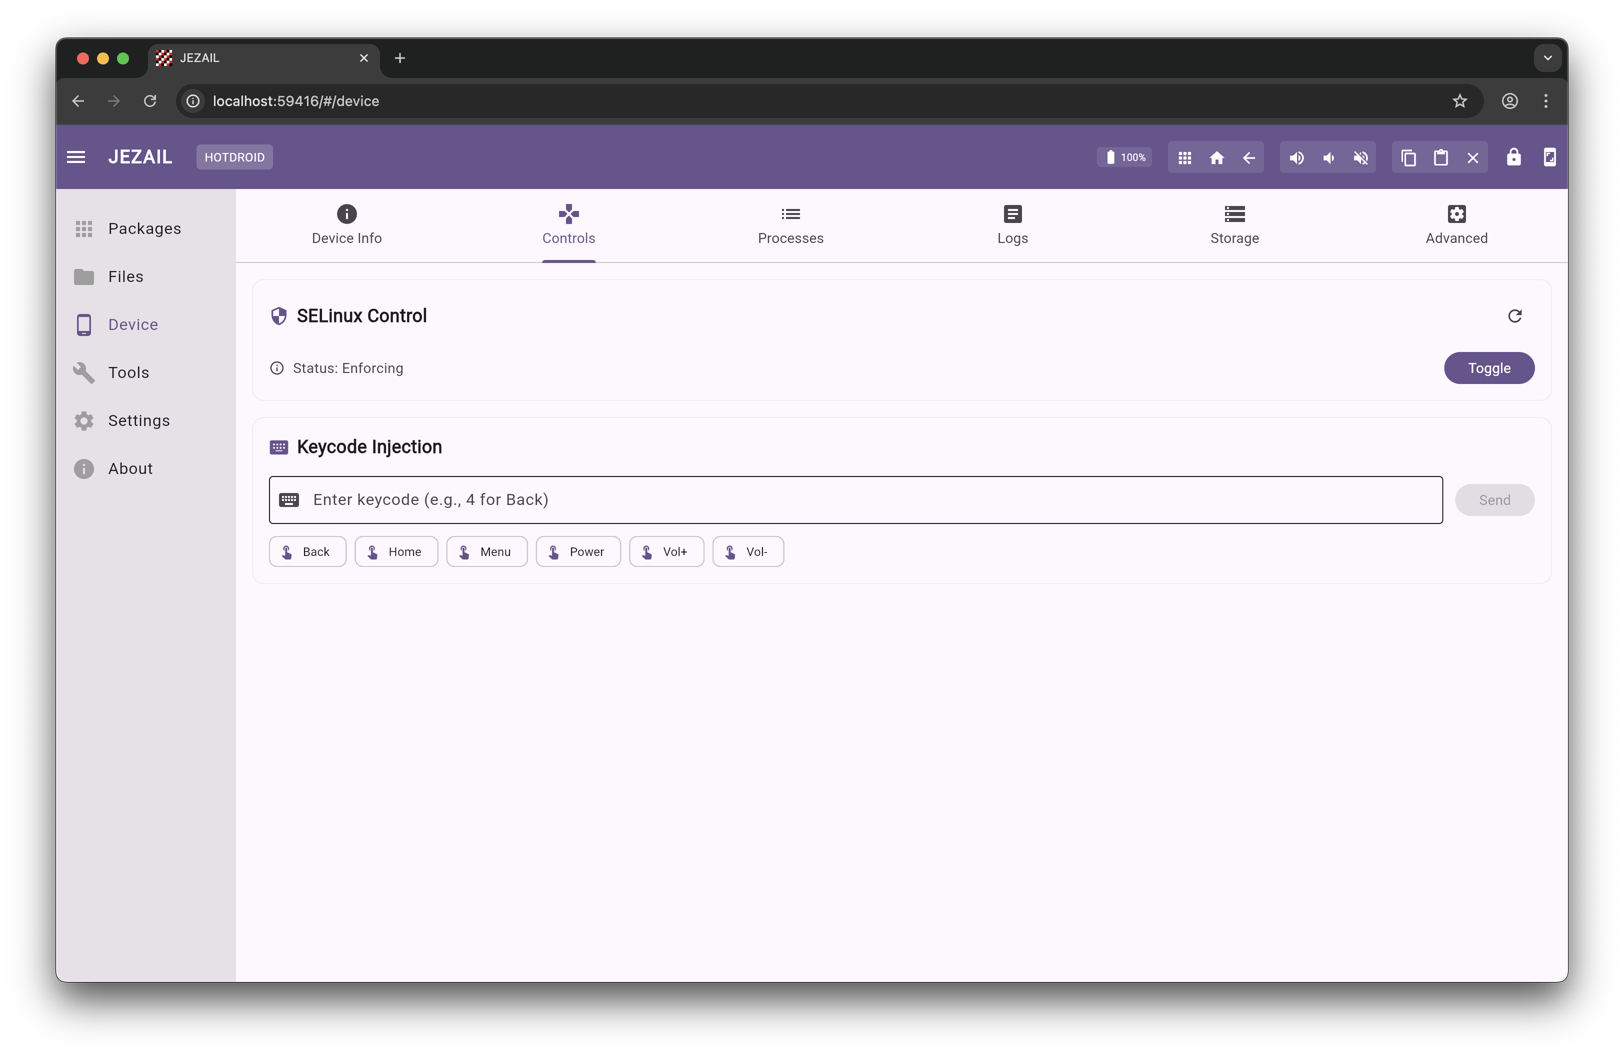 JEZAIL
localhost:59416/#/device
JEZAIL HOTDROID 100%
Packages
Files
Device
Tools
Settings
About
Device Info Controls Processes Logs Storage Advanced
SELinux Control
Status: Enforcing Toggle
Keycode Injection
Enter keycode (e.g., 4 for Back) Send
Back Home Menu Power Vol+ Vol-